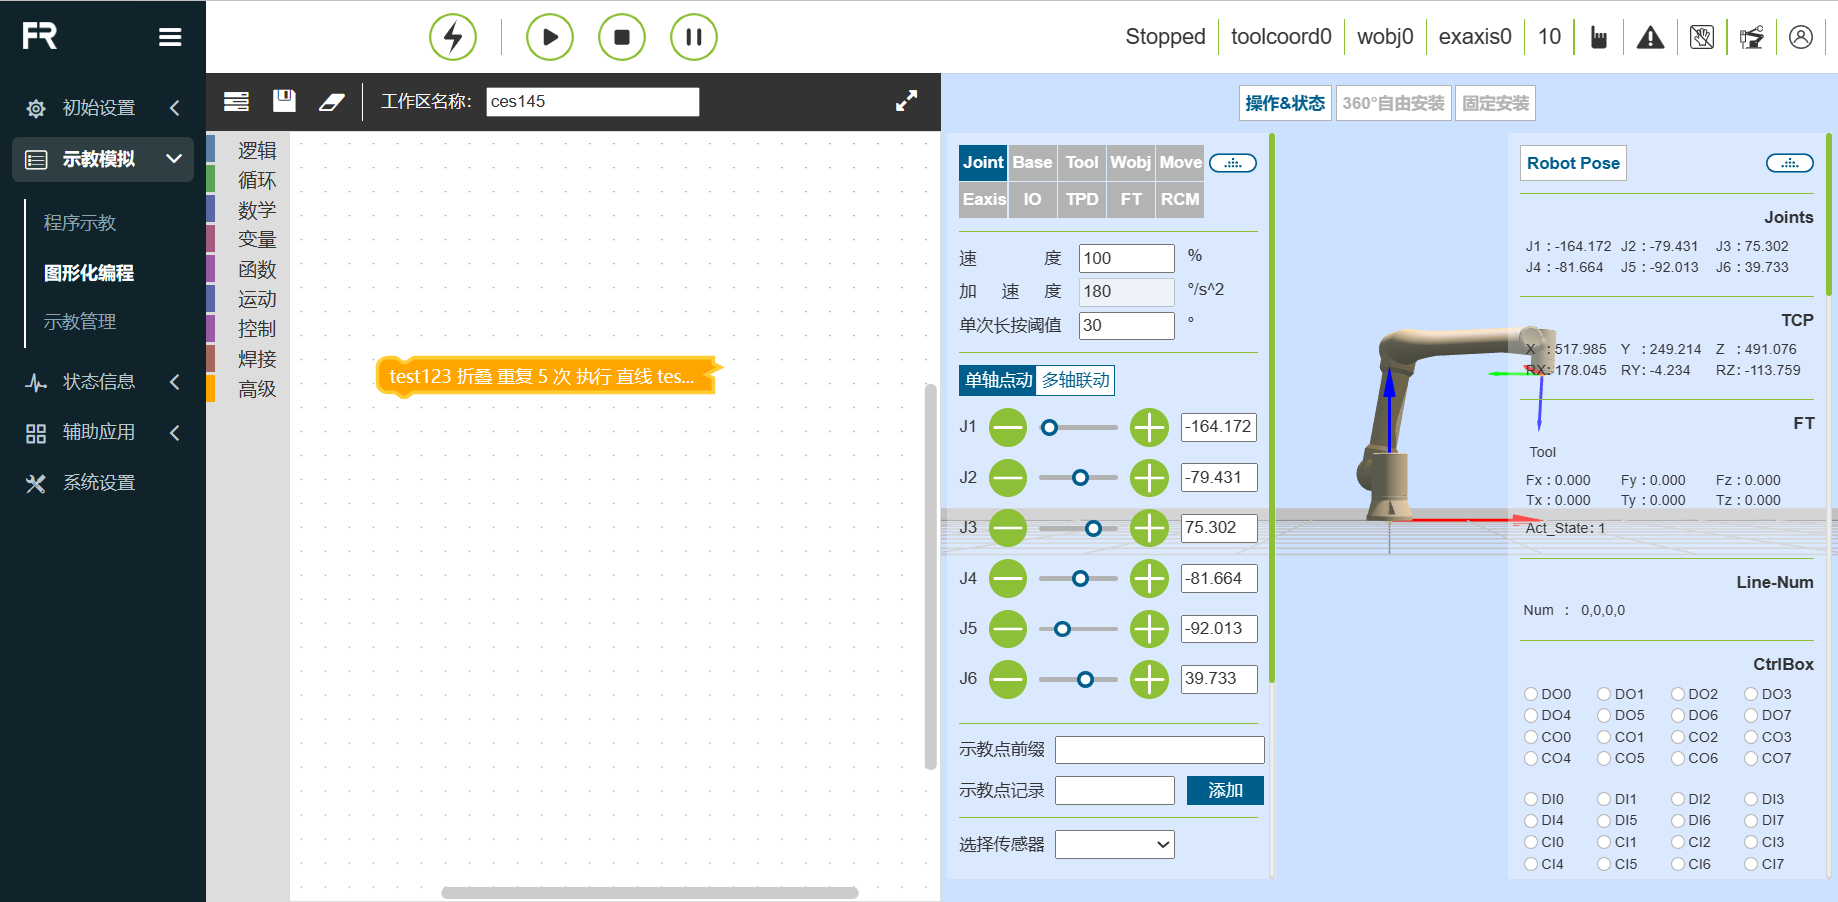 FR
Stopped toolcoord0 wobj0 exaxis0 10
初始设置
示教模拟
程序示教
图形化编程
示教管理
状态信息
辅助应用
系统设置
工作区名称： ces145
逻辑
循环
数学
变量
函数
运动
控制
焊接
高级
test123 折叠 重复 5 次 执行 直线 tes...
操作&状态 360°自由安装 固定安装
Joint Base Tool Wobj Move
Eaxis IO TPD FT RCM
速度 100 %
加速度 180 °/s^2
单次长按阈值 30 °
单轴点动 多轴联动
J1 -164.172
J2 -79.431
J3 75.302
J4 -81.664
J5 -92.013
J6 39.733
示教点前缀
示教点记录 添加
选择传感器
Robot Pose
Joints
J1 : -164.172 J2 : -79.431 J3 : 75.302
J4 : -81.664 J5 : -92.013 J6 : 39.733
TCP
X : 517.985 Y : 249.214 Z : 491.076
RX: 178.045 RY: -4.234 RZ: -113.759
FT
Tool
Fx : 0.000 Fy : 0.000 Fz : 0.000
Tx : 0.000 Ty : 0.000 Tz : 0.000
Act_State: 1
Line-Num
Num : 0,0,0,0
CtrlBox
DO0 DO1 DO2 DO3
DO4 DO5 DO6 DO7
CO0 CO1 CO2 CO3
CO4 CO5 CO6 CO7
DI0 DI1 DI2 DI3
DI4 DI5 DI6 DI7
CI0 CI1 CI2 CI3
CI4 CI5 CI6 CI7